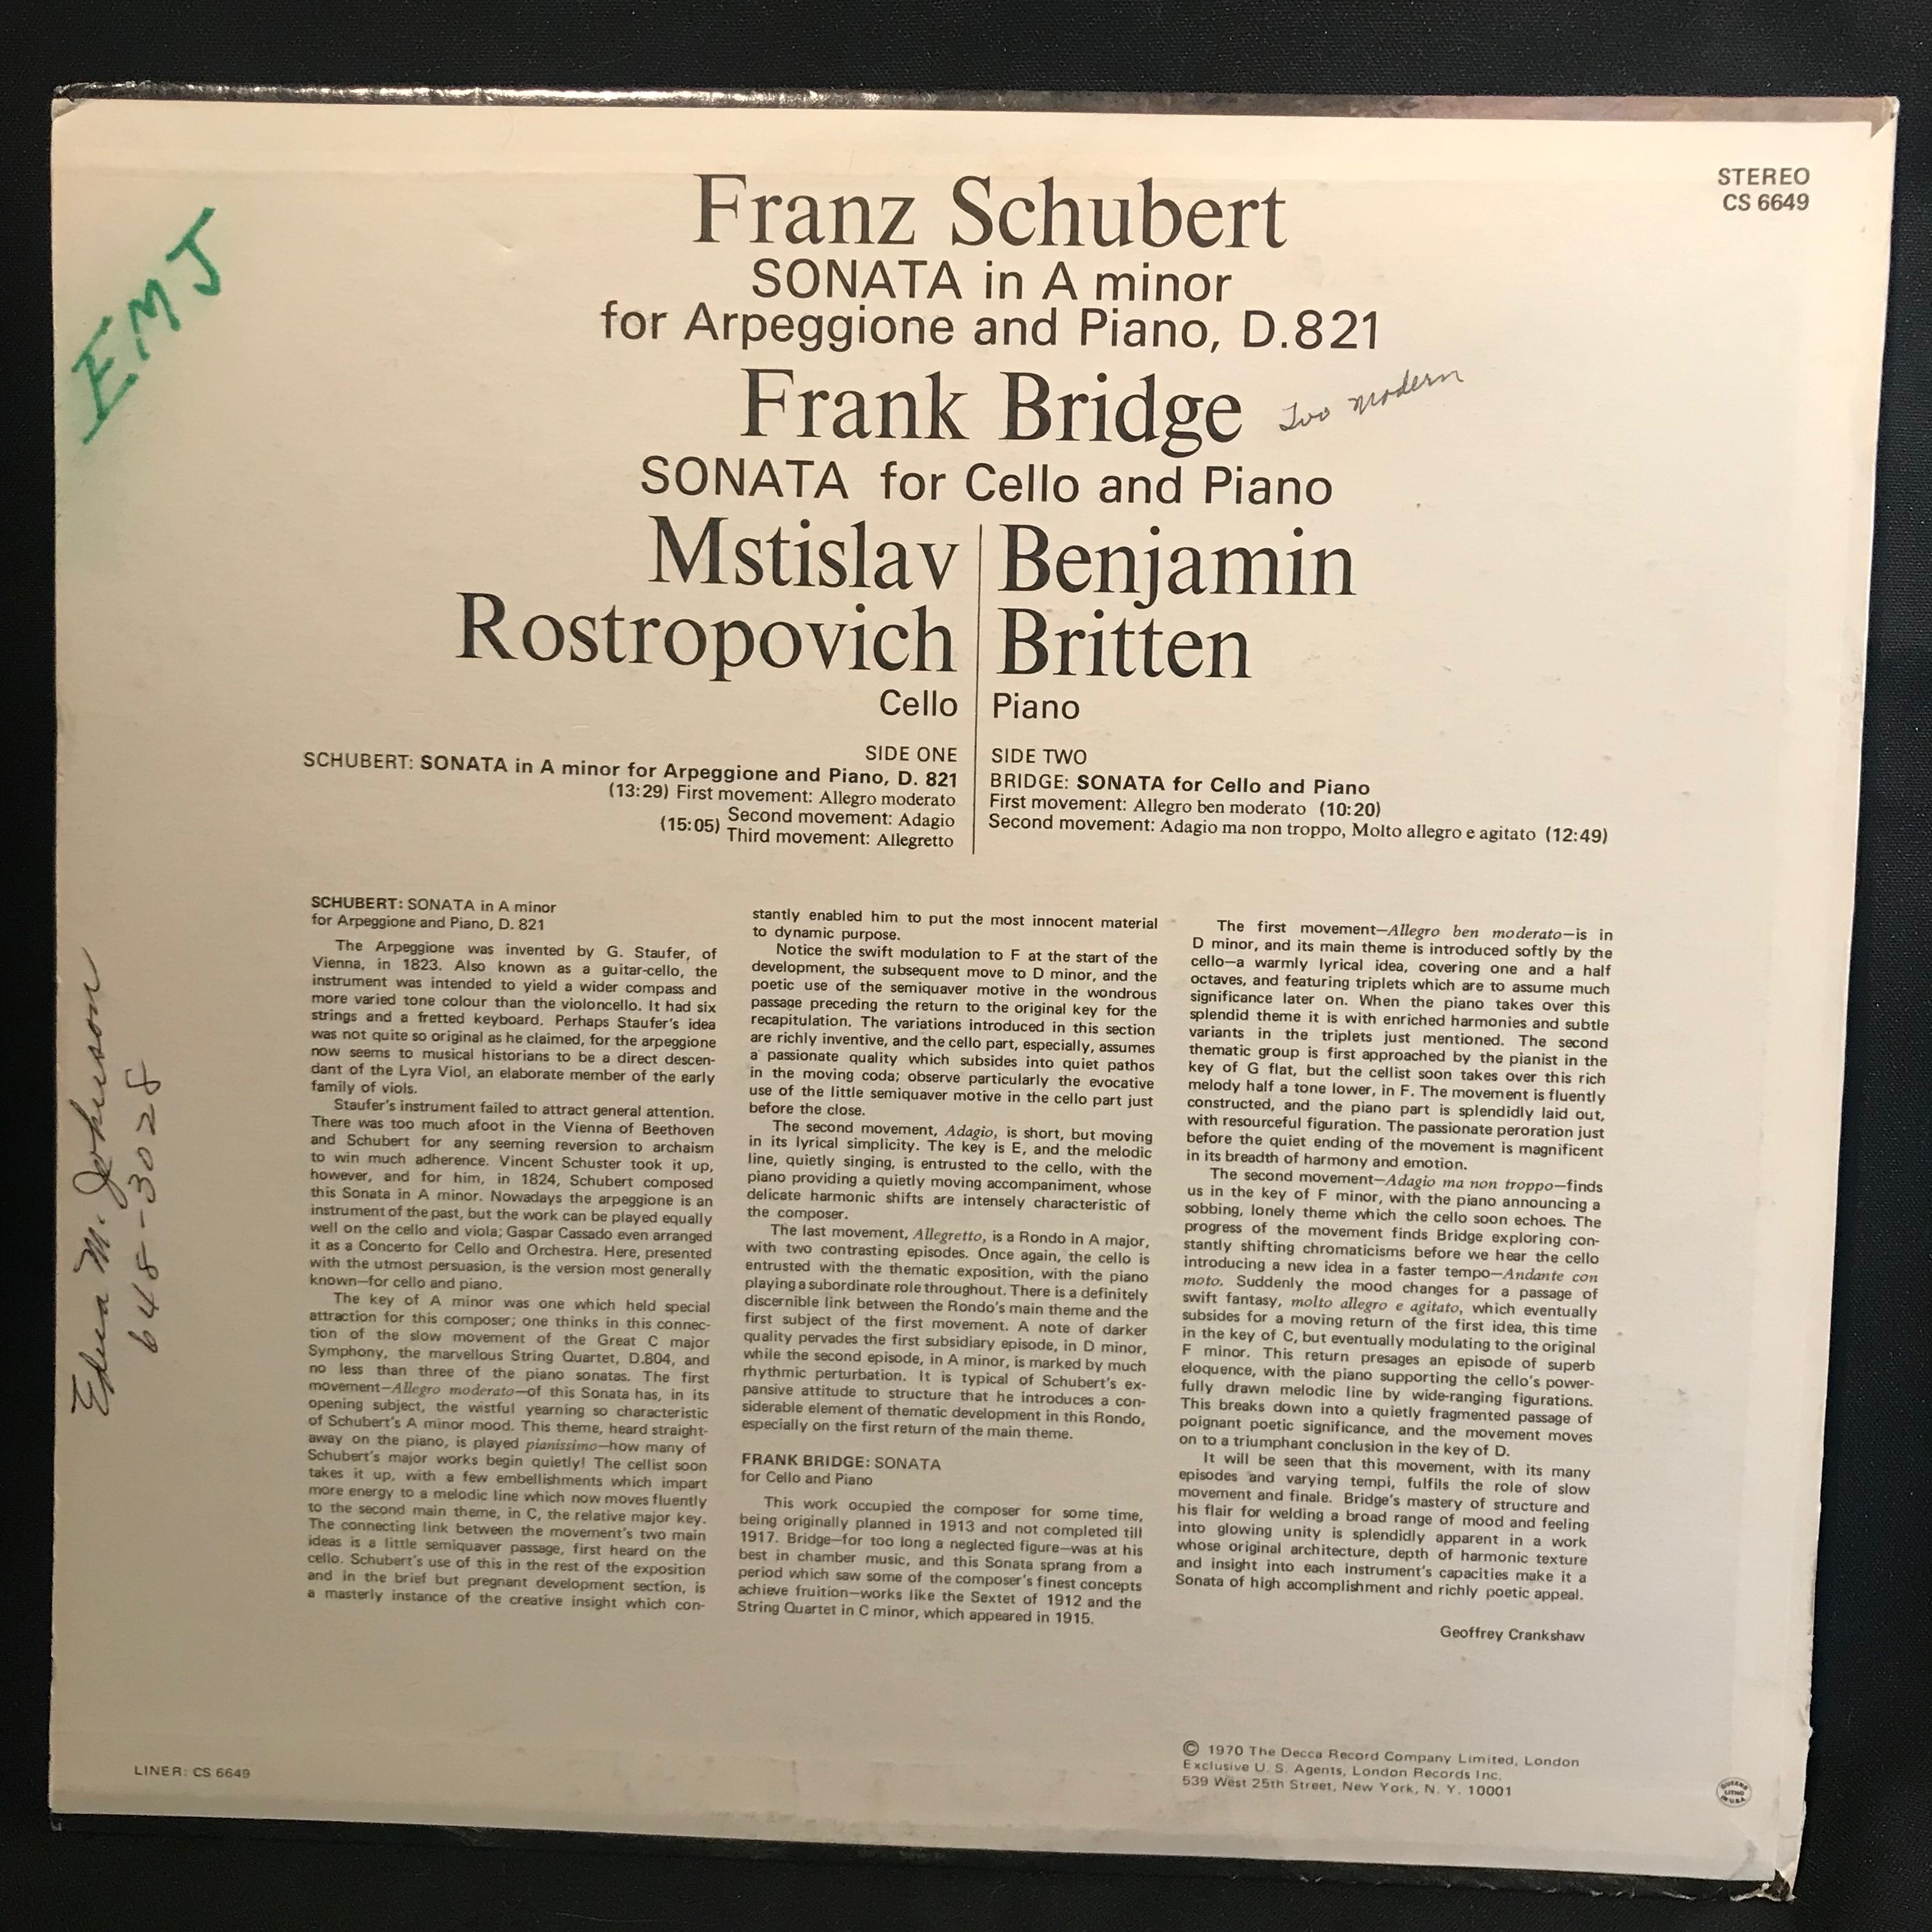 STEREO
CS 6649
EMJ
Franz Schubert
SONATA in A minor
for Arpeggione and Piano, D.821
Frank Bridge
Too modern
SONATA for Cello and Piano
Mstislav
Rostropovich
Cello
Benjamin
Britten
Piano
SIDE ONE
SCHUBERT: SONATA in A minor for Arpeggione and Piano, D. 821
(13:29) First movement: Allegro moderato
(15:05) Second movement: Adagio
Third movement: Allegretto
SIDE TWO
BRIDGE: SONATA for Cello and Piano
First movement: Allegro ben moderato (10:20)
Second movement: Adagio ma non troppo, Molto allegro e agitato (12:49)
Edna M. Johnson
648-3028
SCHUBERT: SONATA in A minor
for Arpeggione and Piano, D. 821
The Arpeggione was invented by G. Staufer, of
Vienna, in 1823. Also known as a guitar-cello, the
instrument was intended to yield a wider compass and
more varied tone colour than the violoncello. It had six
strings and a fretted keyboard. Perhaps Staufer's idea
was not quite so original as he claimed, for the arpeggione
now seems to musical historians to be a direct descen-
dant of the Lyra Viol, an elaborate member of the early
family of viols.
Staufer's instrument failed to attract general attention.
There was too much afoot in the Vienna of Beethoven
and Schubert for any seeming reversion to archaism
to win much adherence. Vincent Schuster took it up,
however, and for him, in 1824, Schubert composed
this Sonata in A minor. Nowadays the arpeggione is an
instrument of the past, but the work can be played equally
well on the cello and viola; Gaspar Cassado even arranged
it as a Concerto for Cello and Orchestra. Here, presented
with the utmost persuasion, is the version most generally
known—for cello and piano.
The key of A minor was one which held special
attraction for this composer; one thinks in this connec-
tion of the slow movement of the Great C major
Symphony, the marvellous String Quartet, D.804, and
no less than three of the piano sonatas. The first
movement—Allegro moderato—of this Sonata has, in its
opening subject, the wistful yearning so characteristic
of Schubert's A minor mood. This theme, heard straight-
away on the piano, is played pianissimo—how many of
Schubert's major works begin quietly! The cellist soon
takes it up, with a few embellishments which impart
more energy to a melodic line which now moves fluently
to the second main theme, in C, the relative major key.
The connecting link between the movement's two main
ideas is a little semiquaver passage, first heard on the
cello. Schubert's use of this in the rest of the exposition
and in the brief but pregnant development section, is
a masterly instance of the creative insight which con-
stantly enabled him to put the most innocent material
to dynamic purpose.
Notice the swift modulation to F at the start of the
development, the subsequent move to D minor, and the
poetic use of the semiquaver motive in the wondrous
passage preceding the return to the original key for the
recapitulation. The variations introduced in this section
are richly inventive, and the cello part, especially, assumes
a passionate quality which subsides into quiet pathos
in the moving coda; observe particularly the evocative
use of the little semiquaver motive in the cello part just
before the close.
The second movement, Adagio, is short, but moving
in its lyrical simplicity. The key is E, and the melodic
line, quietly singing, is entrusted to the cello, with the
piano providing a quietly moving accompaniment, whose
delicate harmonic shifts are intensely characteristic of
the composer.
The last movement, Allegretto, is a Rondo in A major,
with two contrasting episodes. Once again, the cello is
entrusted with the thematic exposition, with the piano
playing a subordinate role throughout. There is a definitely
discernible link between the Rondo's main theme and the
first subject of the first movement. A note of darker
quality pervades the first subsidiary episode, in D minor,
while the second episode, in A minor, is marked by much
rhythmic perturbation. It is typical of Schubert's ex-
pansive attitude to structure that he introduces a con-
siderable element of thematic development in this Rondo,
especially on the first return of the main theme.
FRANK BRIDGE: SONATA
for Cello and Piano
This work occupied the composer for some time,
being originally planned in 1913 and not completed till
1917. Bridge—for too long a neglected figure—was at his
best in chamber music, and this Sonata sprang from a
period which saw some of the composer's finest concepts
achieve fruition—works like the Sextet of 1912 and the
String Quartet in C minor, which appeared in 1915.
The first movement—Allegro ben moderato—is in
D minor, and its main theme is introduced softly by the
cello—a warmly lyrical idea, covering one and a half
octaves, and featuring triplets which are to assume much
significance later on. When the piano takes over this
splendid theme it is with enriched harmonies and subtle
variants in the triplets just mentioned. The second
thematic group is first approached by the pianist in the
key of G flat, but the cellist soon takes over this rich
melody half a tone lower, in F. The movement is fluently
constructed, and the piano part is splendidly laid out,
with resourceful figuration. The passionate peroration just
before the quiet ending of the movement is magnificent
in its breadth of harmony and emotion.
The second movement—Adagio ma non troppo—finds
us in the key of F minor, with the piano announcing a
sobbing, lonely theme which the cello soon echoes. The
progress of the movement finds Bridge exploring con-
stantly shifting chromaticisms before we hear the cello
introducing a new idea in a faster tempo—Andante con
moto. Suddenly the mood changes for a passage of
swift fantasy, molto allegro e agitato, which eventually
subsides for a moving return of the first idea, this time
in the key of C, but eventually modulating to the original
F minor. This return presages an episode of superb
eloquence, with the piano supporting the cello's power-
fully drawn melodic line by wide-ranging figurations.
This breaks down into a quietly fragmented passage of
poignant poetic significance, and the movement moves
on to a triumphant conclusion in the key of D.
It will be seen that this movement, with its many
episodes and varying tempi, fulfils the role of slow
movement and finale. Bridge's mastery of structure and
his flair for welding a broad range of mood and feeling
into glowing unity is splendidly apparent in a work
whose original architecture, depth of harmonic texture
and insight into each instrument's capacities make it a
Sonata of high accomplishment and richly poetic appeal.
Geoffrey Crankshaw
LINER: CS 6649
© 1970 The Decca Record Company Limited, London
Exclusive U. S. Agents, London Records Inc.
539 West 25th Street, New York, N. Y. 10001
QUEENS
LITHO
IN U.S.A.